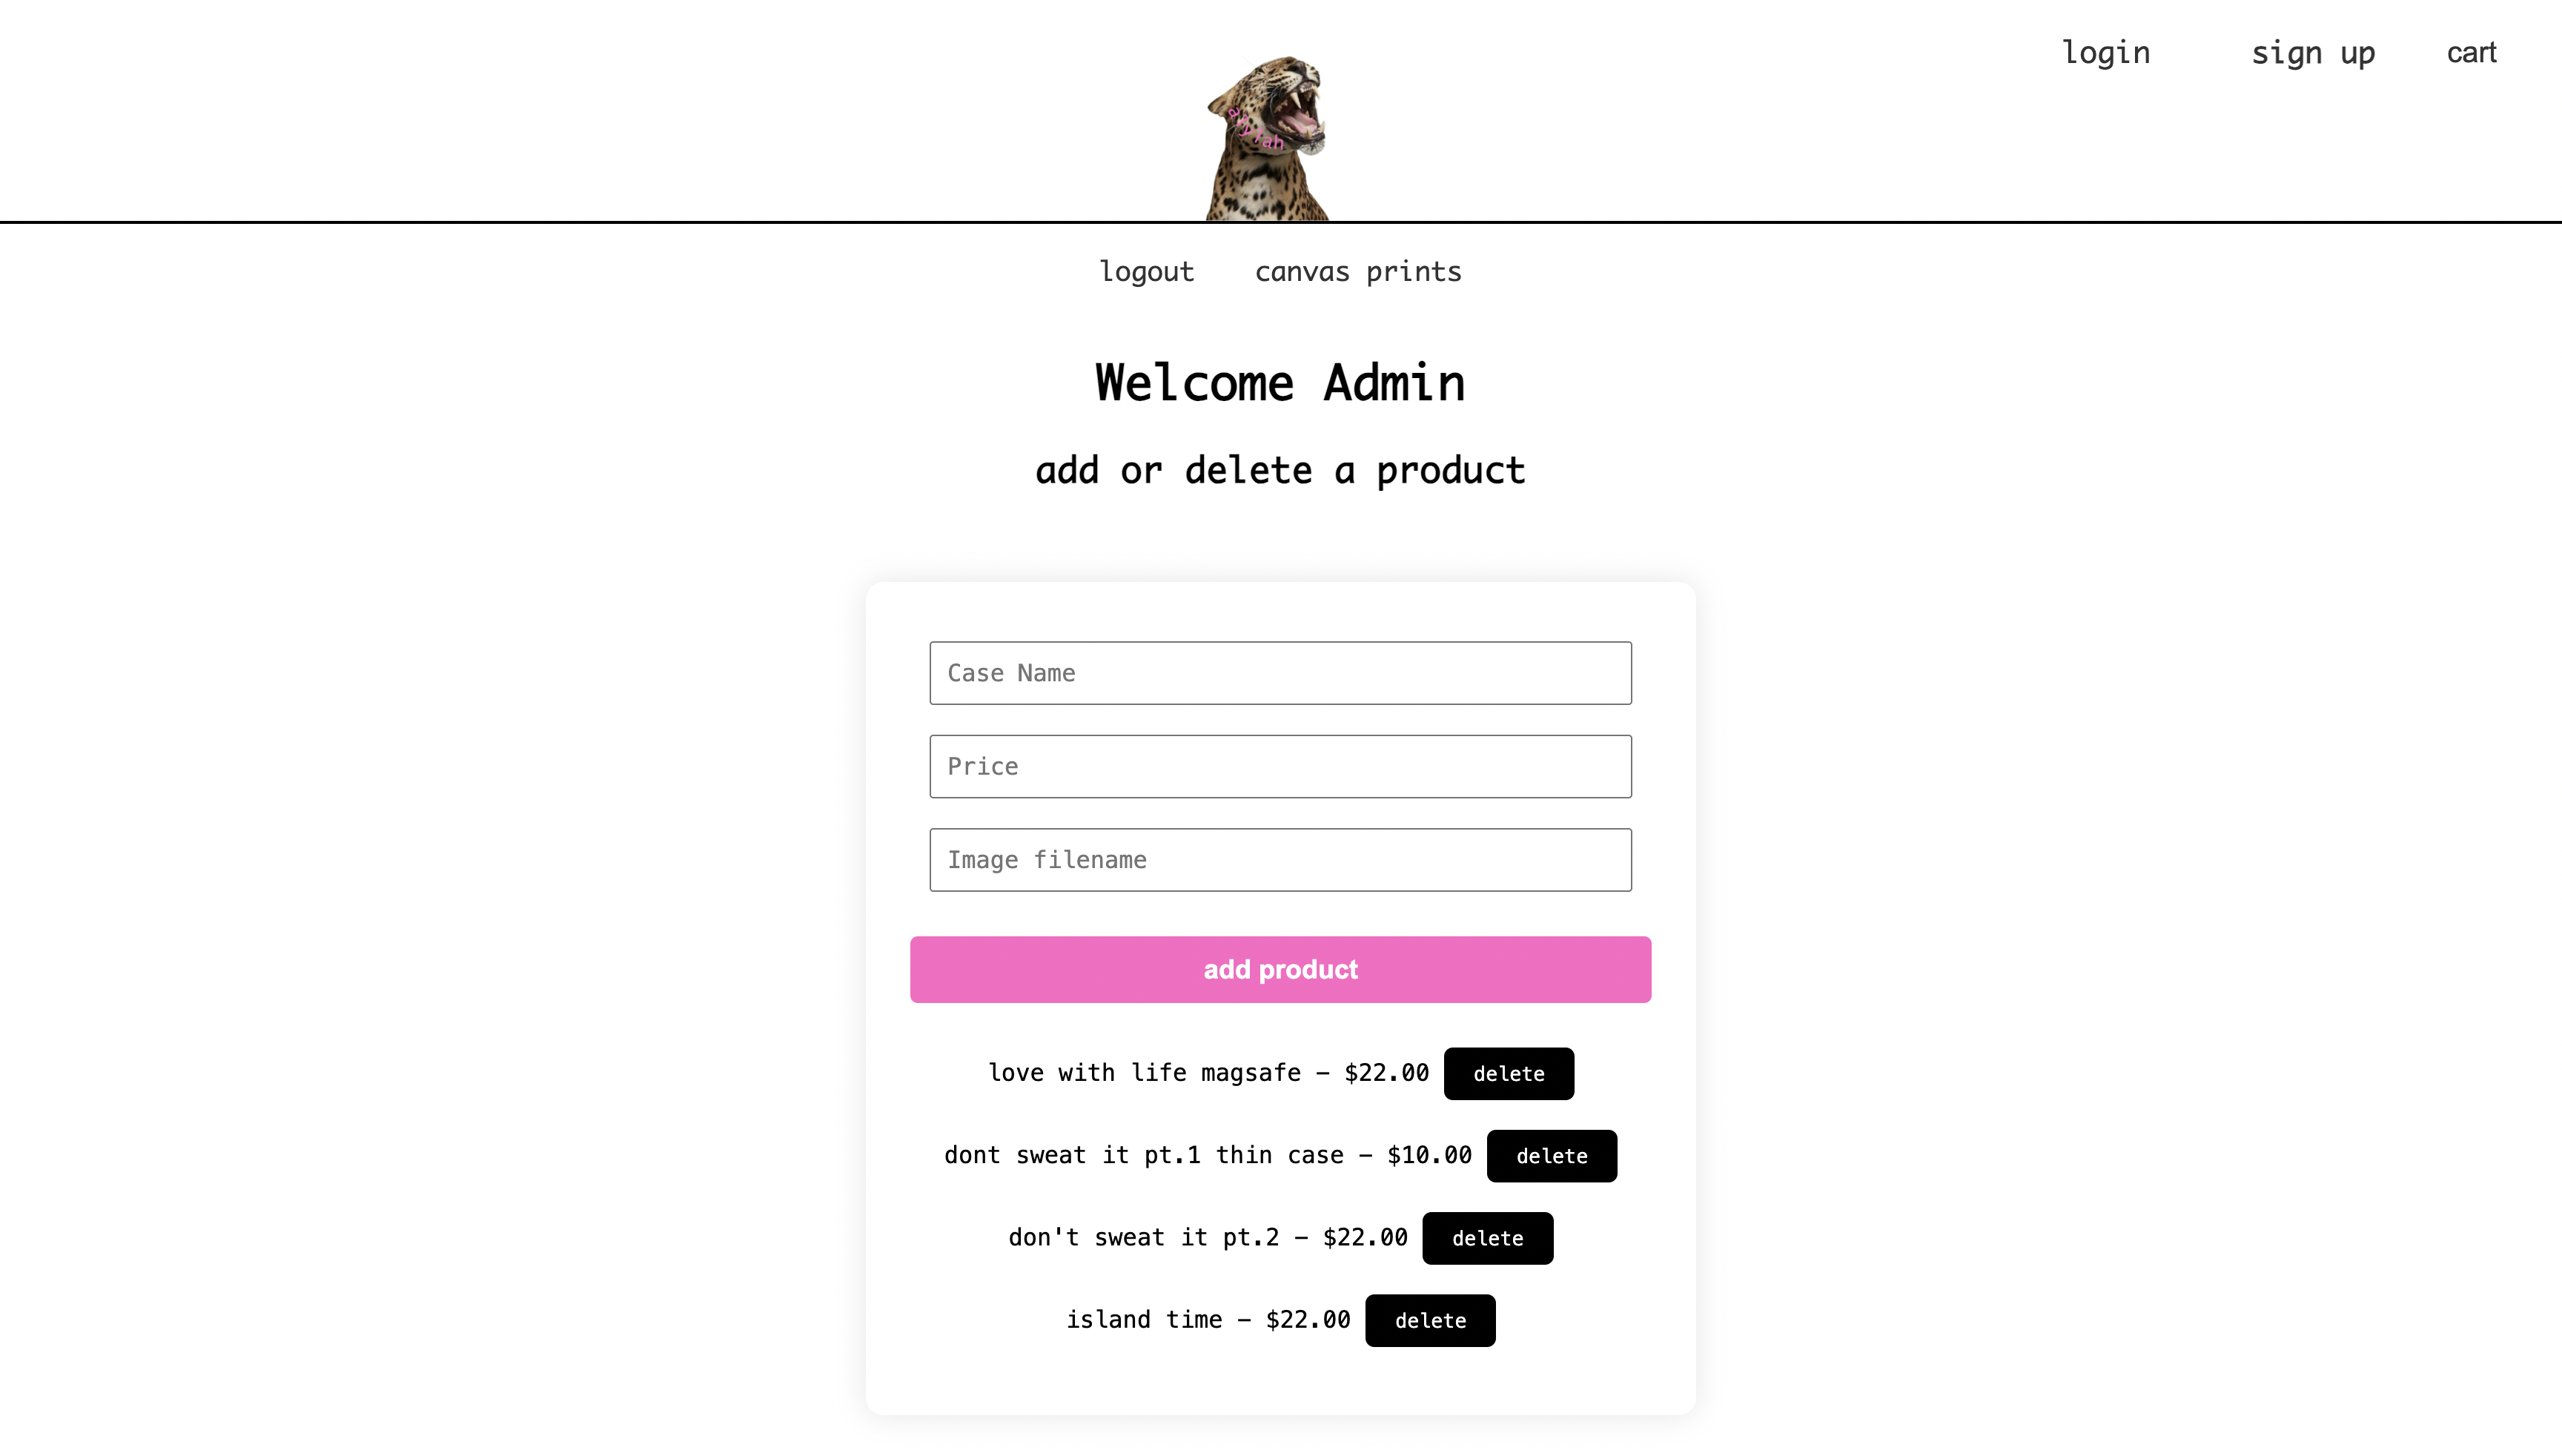 login sign up cart
logout canvas prints
Welcome Admin
add or delete a product
Case Name
Price
Image filename
add product
love with life magsafe - $22.00 delete
dont sweat it pt.1 thin case - $10.00 delete
don't sweat it pt.2 - $22.00 delete
island time - $22.00 delete